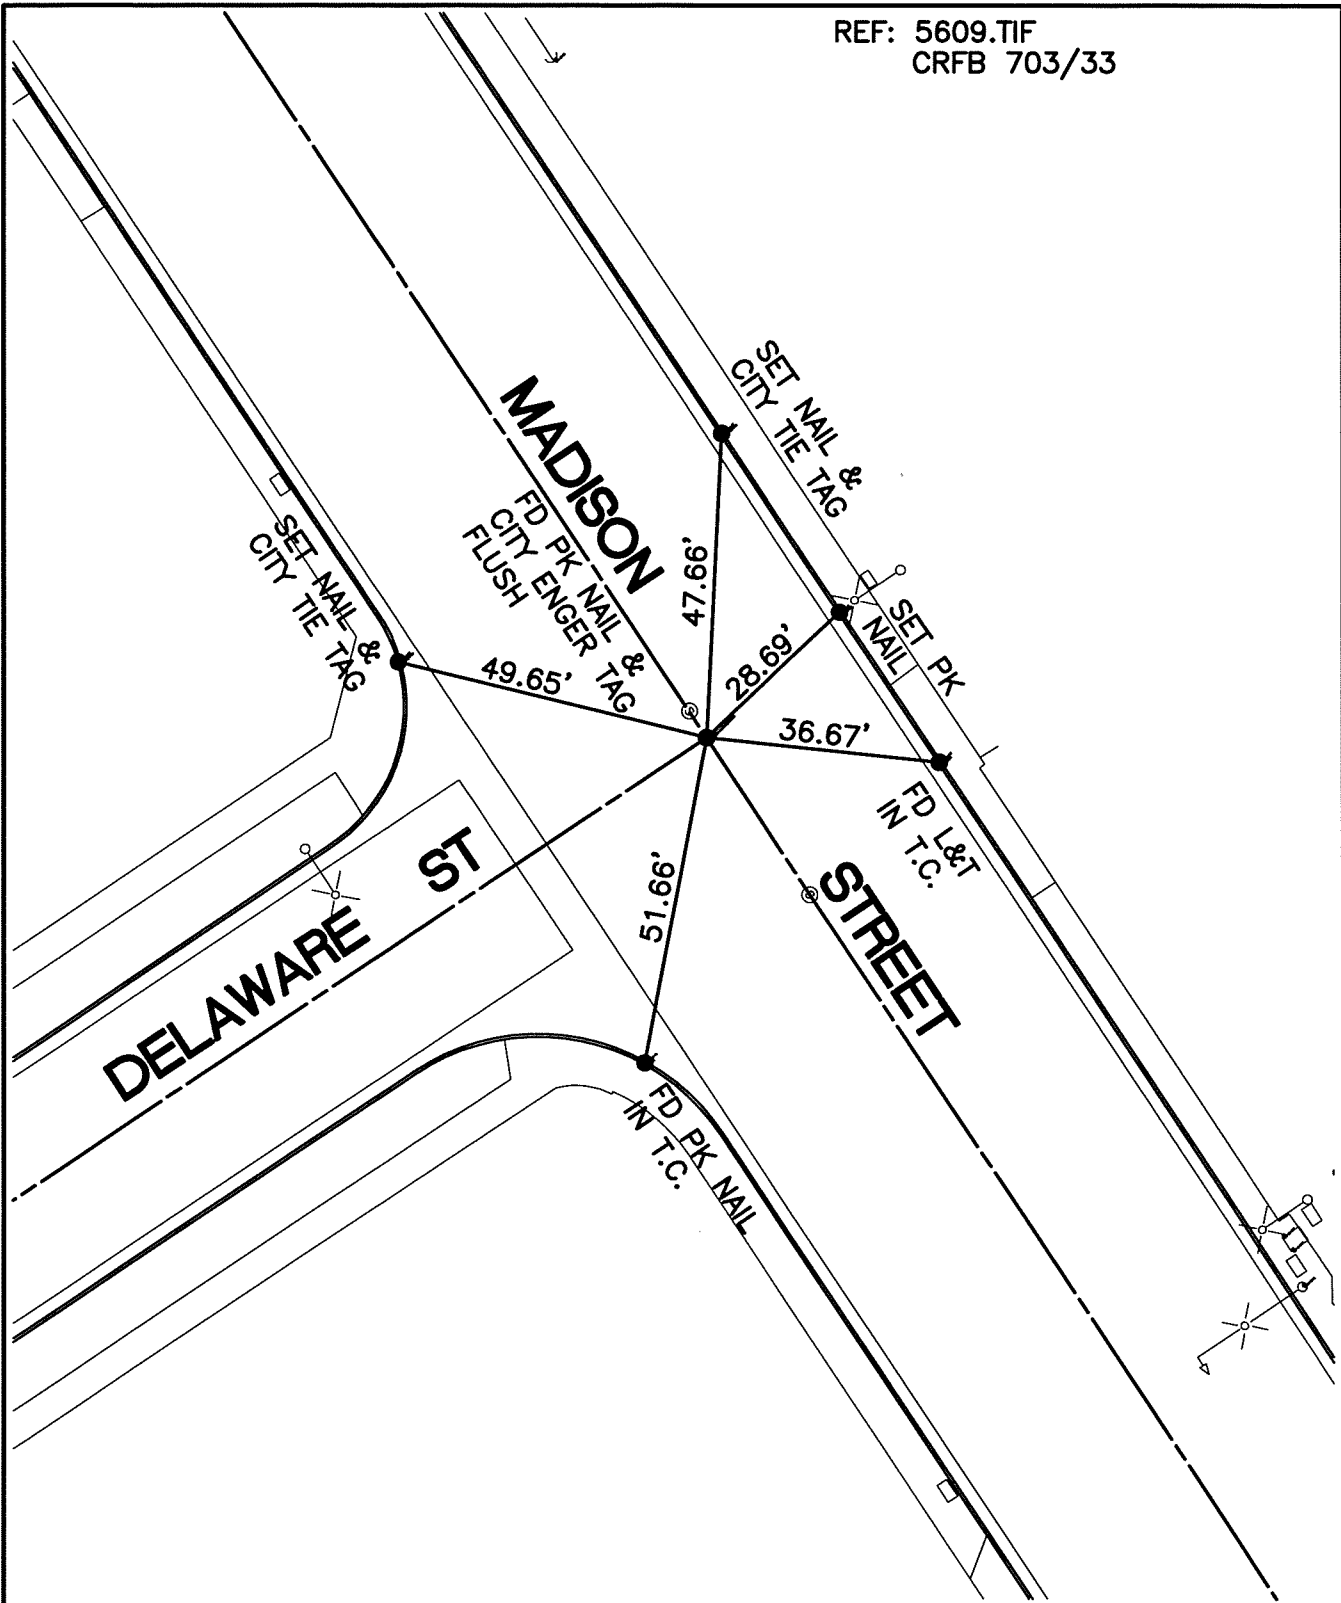 REF: 5609.TIF
CRFB 703/33
SET NAIL &
CITY TIE TAG
MADISON
FD PK NAIL &
CITY ENGER TAG
FLUSH
SET NAIL &
CITY TIE TAG
47.66'
SET PK
NAIL
28.69'
49.65'
36.67'
FD L&T
IN T.C.
STREET
DELAWARE ST
51.66'
FD PK NAIL
IN T.C.
S